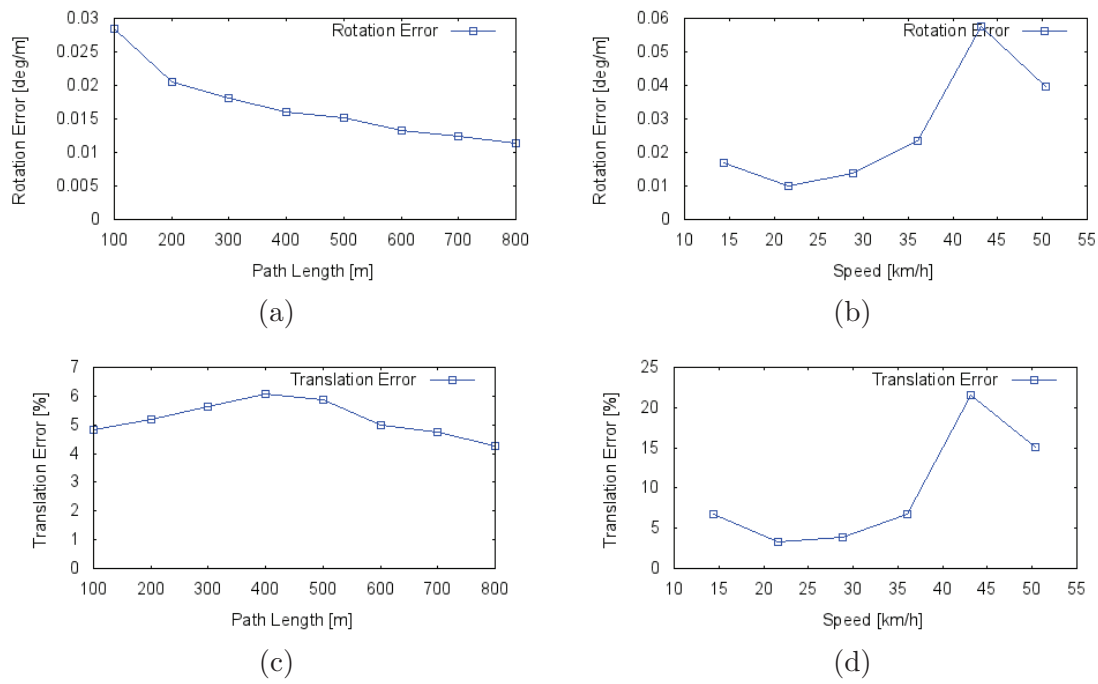 0.03
0.025
0.02
0.015
0.01
0.005
0
Rotation Error [deg/m]
Rotation Error
100 200 300 400 500 600 700 800
Path Length [m]
(a)
0.06
0.05
0.04
0.03
0.02
0.01
0
Rotation Error [deg/m]
Rotation Error
10 15 20 25 30 35 40 45 50 55
Speed [km/h]
(b)
7
6
5
4
3
2
1
0
Translation Error [%]
Translation Error
100 200 300 400 500 600 700 800
Path Length [m]
(c)
25
20
15
10
5
0
Translation Error [%]
Translation Error
10 15 20 25 30 35 40 45 50 55
Speed [km/h]
(d)